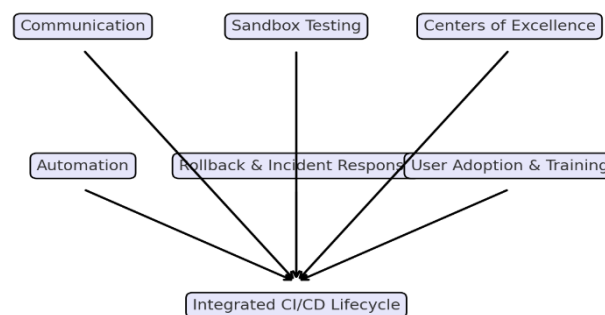 Communication
Sandbox Testing
Centers of Excellence
Automation
Rollback & Incident Respons
User Adoption & Training
Integrated CI/CD Lifecycle